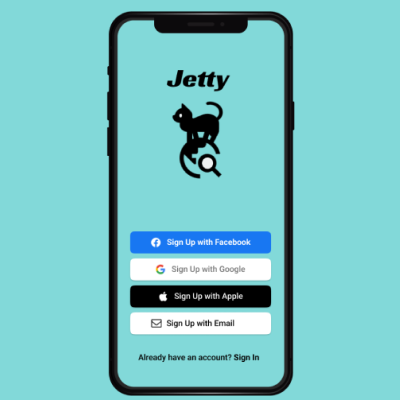 Jetty
Sign Up with Facebook
Sign Up with Google
Sign Up with Apple
Sign Up with Email
Already have an account? Sign In